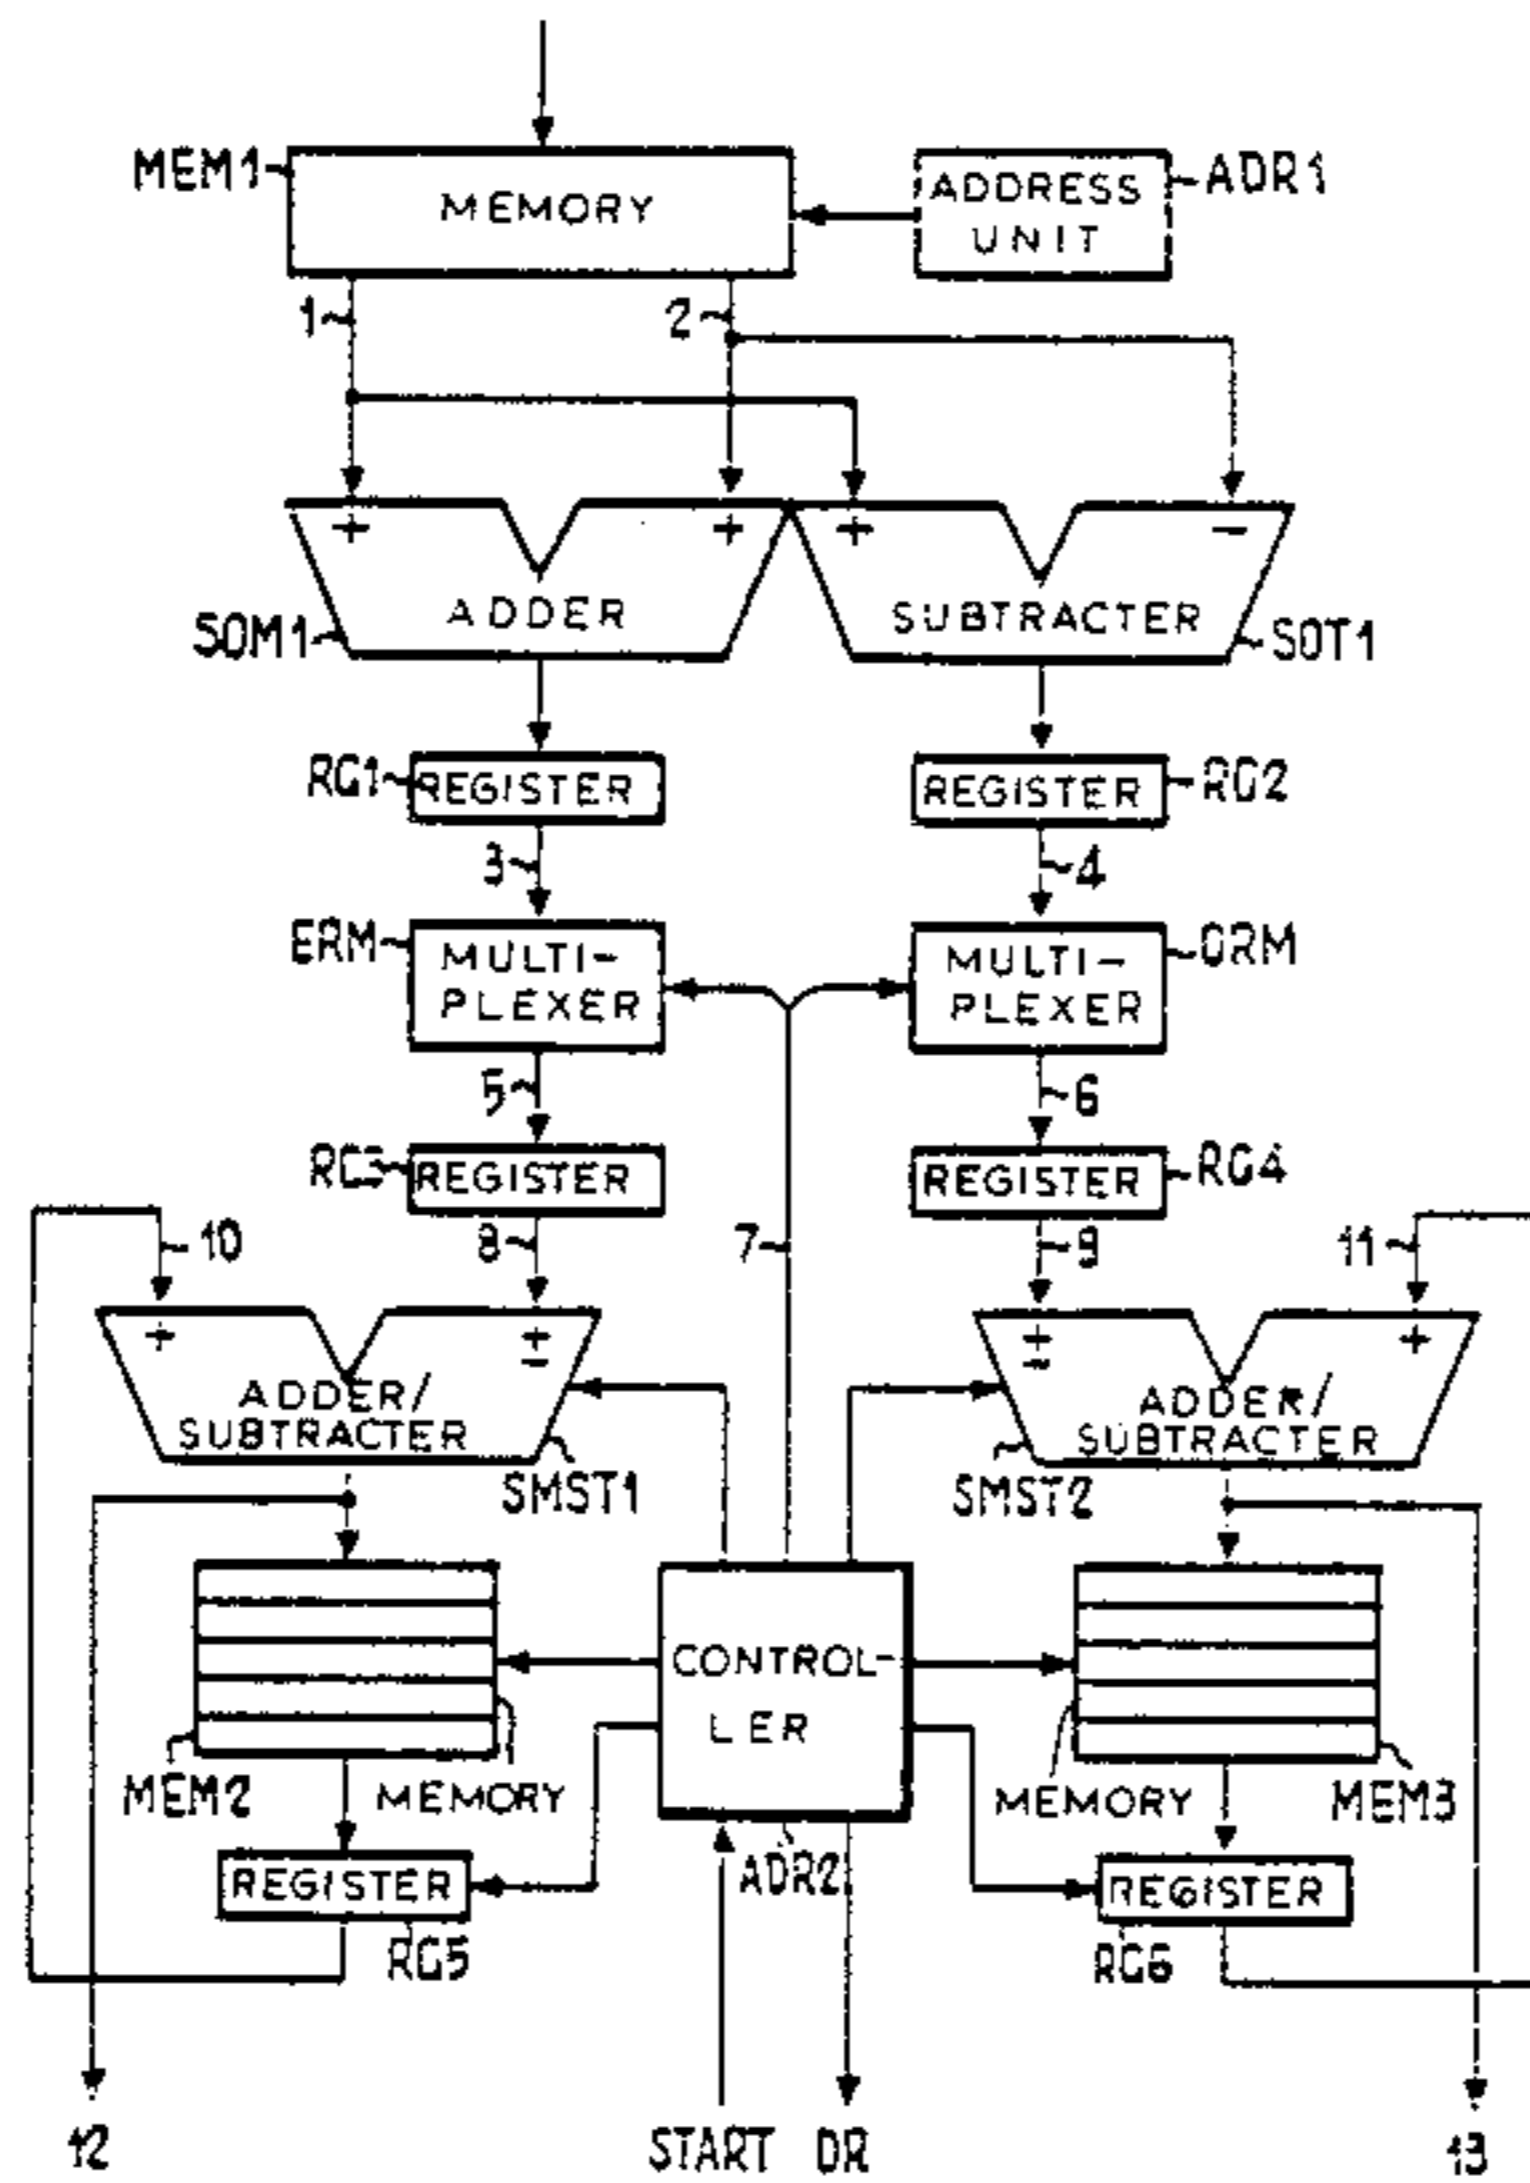 MEM1
MEMORY
ADDRESS
UNIT
ADR1
1
2
+
+
+
−
ADDER
SUBTRACTER
SOM1
SOT1
RG1
REGISTER
REGISTER
RG2
3
4
ERM
MULTI-
PLEXER
MULTI-
PLEXER
ORM
5
6
REGISTER
REGISTER
RG4
10
8
7
9
11
+
±
±
+
ADDER/
SUBTRACTER
ADDER/
SUBTRACTER
SMST1
SMST2
CONTROL-
LER
MEM2
MEMORY
MEMORY
MEM3
REGISTER
ADR2
REGISTER
RG5
RG6
12
START
DR
13